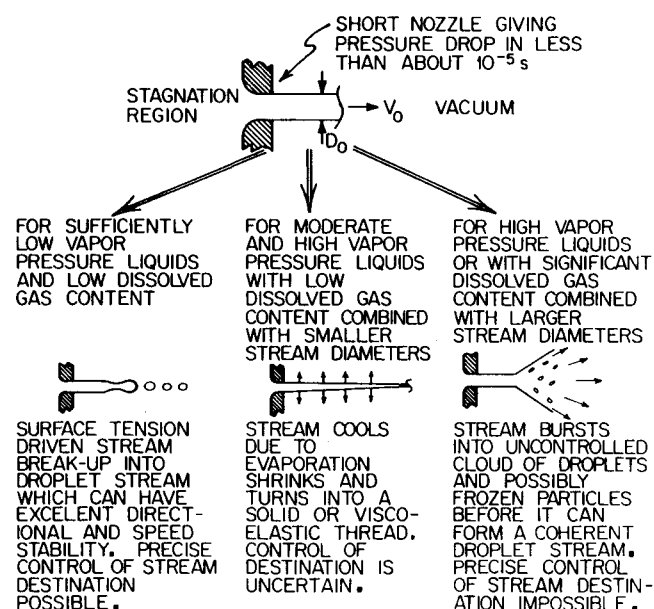 SHORT NOZZLE GIVING
PRESSURE DROP IN LESS
THAN ABOUT 10⁻⁵ s
STAGNATION
REGION
V₀ VACUUM
D₀
FOR SUFFICIENTLY
LOW VAPOR
PRESSURE LIQUIDS
AND LOW DISSOLVED
GAS CONTENT
FOR MODERATE
AND HIGH VAPOR
PRESSURE LIQUIDS
WITH LOW
DISSOLVED GAS
CONTENT COMBINED
WITH SMALLER
STREAM DIAMETERS
FOR HIGH VAPOR
PRESSURE LIQUIDS
OR WITH SIGNIFICANT
DISSOLVED GAS
CONTENT COMBINED
WITH LARGER
STREAM DIAMETERS
SURFACE TENSION
DRIVEN STREAM
BREAK-UP INTO
DROPLET STREAM
WHICH CAN HAVE
EXCELENT DIRECT-
IONAL AND SPEED
STABILITY. PRECISE
CONTROL OF STREAM
DESTINATION
POSSIBLE.
STREAM COOLS
DUE TO
EVAPORATION
SHRINKS AND
TURNS INTO A
SOLID OR VISCO-
ELASTIC THREAD.
CONTROL OF
DESTINATION IS
UNCERTAIN.
STREAM BURSTS
INTO UNCONTROLLED
CLOUD OF DROPLETS
AND POSSIBLY
FROZEN PARTICLES
BEFORE IT CAN
FORM A COHERENT
DROPLET STREAM.
PRECISE CONTROL
OF STREAM DESTIN-
ATION IMPOSSIBLE.